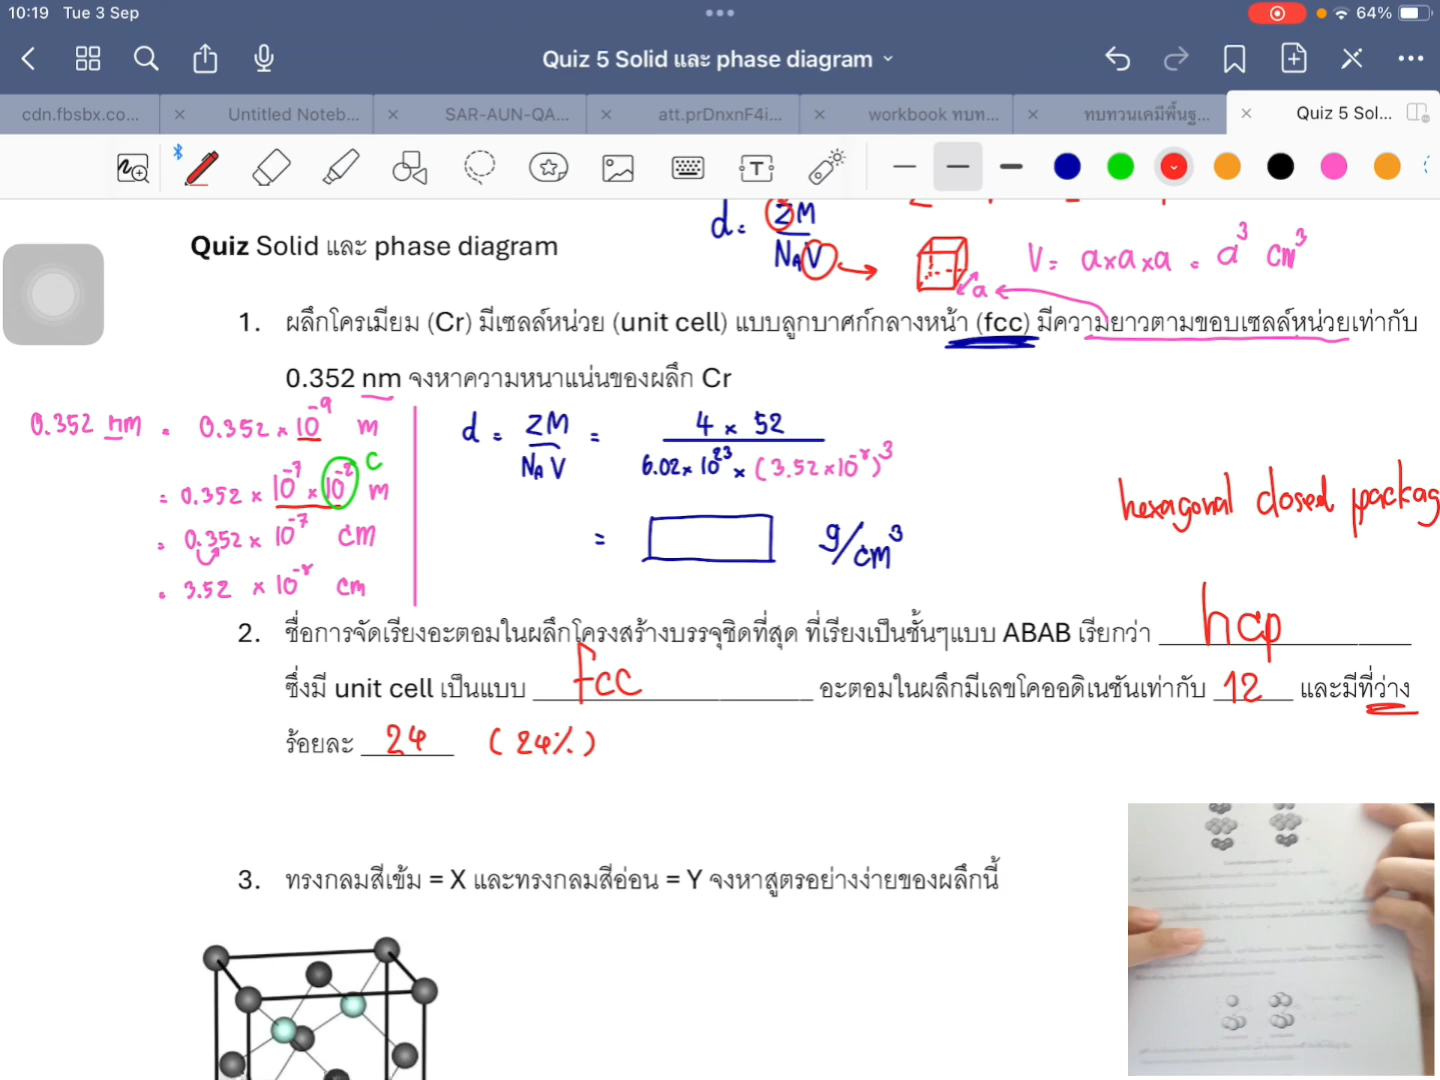 10:19 Tue 3 Sep
64%
Quiz 5 Solid และ phase diagram
cdn.fbsbx.co...
Untitled Noteb...
SAR-AUN-QA...
att.prDnxnF4i...
workbook ทบท...
ทบทวนเคมีพื้นฐ...
Quiz 5 Sol...
d = ZM
N_A V
V = a×a×a = a³ cm³
a
Quiz Solid และ phase diagram
1. ผลึกโครเมียม (Cr) มีเซลล์หน่วย (unit cell) แบบลูกบาศก์กลางหน้า (fcc) มีความยาวตามขอบเซลล์หน่วยเท่ากับ
0.352 nm จงหาความหนาแน่นของผลึก Cr
0.352 nm = 0.352 × 10⁻⁹ m
= 0.352 × 10⁻⁷ × 10⁻² m
c
= 0.352 × 10⁻⁷ cm
= 3.52 × 10⁻⁸ cm
d = ZM = 4 × 52
N_A V 6.02 × 10²³ × (3.52 × 10⁻⁸)³
= g/cm³
hexagonal closed packag
2. ชื่อการจัดเรียงอะตอมในผลึกโครงสร้างบรรจุชิดที่สุด ที่เรียงเป็นชั้นๆแบบ ABAB เรียกว่า hcp
ซึ่งมี unit cell เป็นแบบ fcc อะตอมในผลึกมีเลขโคออดิเนชันเท่ากับ 12 และมีที่ว่าง
ร้อยละ 24 (24%)
3. ทรงกลมสีเข้ม = X และทรงกลมสีอ่อน = Y จงหาสูตรอย่างง่ายของผลึกนี้